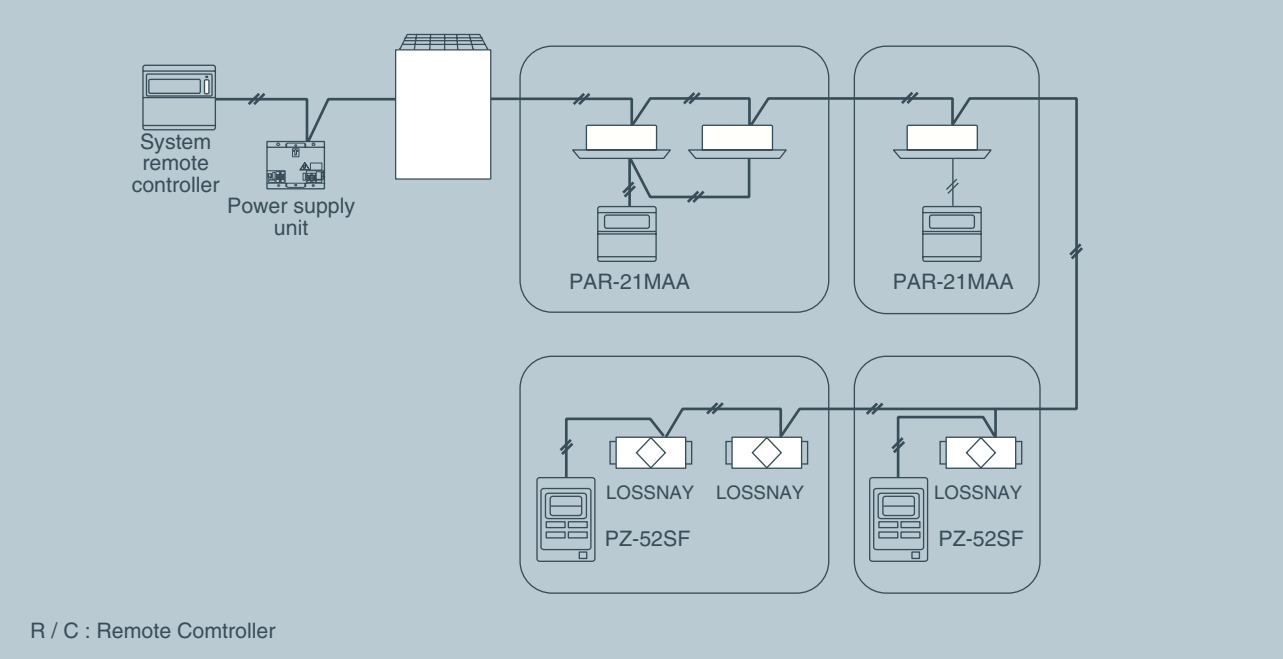 System
remote
controller
Power supply
unit
PAR-21MAA
PAR-21MAA
LOSSNAY
LOSSNAY
PZ-52SF
LOSSNAY
PZ-52SF
R / C : Remote Comtroller